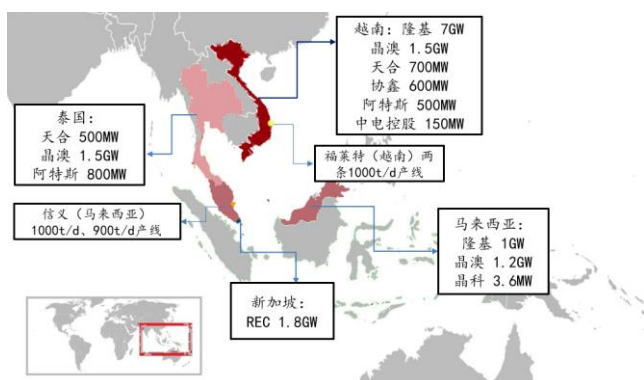 越南：隆基 7GW
晶澳 1.5GW
天合 700MW
协鑫 600MW
阿特斯 500MW
中电控股 150MW
泰国：
天合 500MW
晶澳 1.5GW
阿特斯 800MW
福莱特（越南）两
条1000t/d产线
信义（马来西亚）
1000t/d、900t/d产线
马来西亚：
隆基 1GW
晶澳 1.2GW
晶科 3.6MW
新加坡：
REC 1.8GW